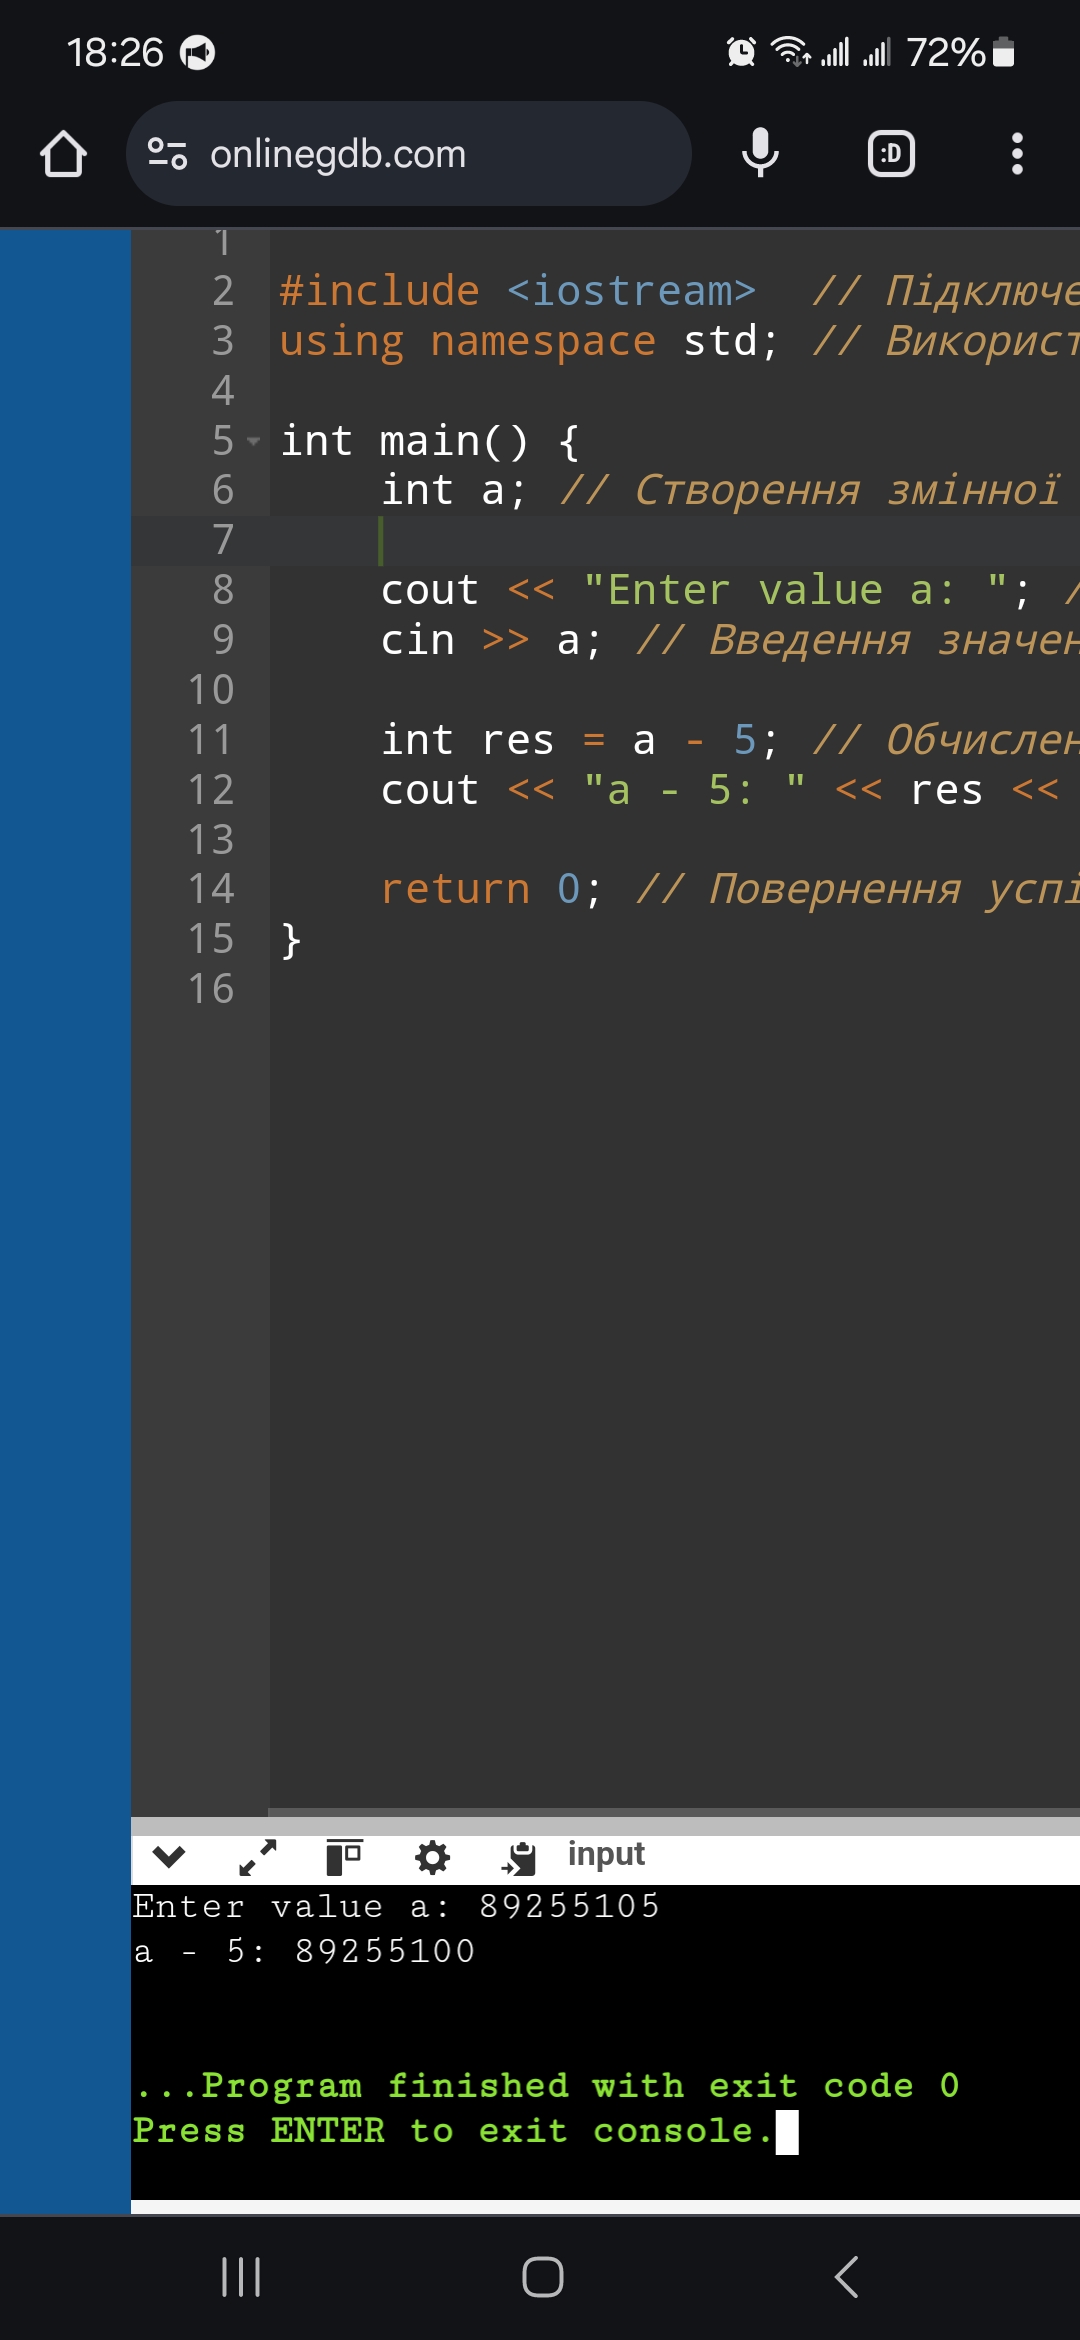 18:26 72%
onlinegdb.com :D
1
2 #include <iostream> // Підключе
3 using namespace std; // Використ
4
5 int main() {
6 int a; // Створення змінної
7
8 cout << "Enter value a: "; /
9 cin >> a; // Введення значен
10
11 int res = a - 5; // Обчислен
12 cout << "a - 5: " << res <<
13
14 return 0; // Повернення успі
15 }
16
input
Enter value a: 89255105
a - 5: 89255100
...Program finished with exit code 0
Press ENTER to exit console.